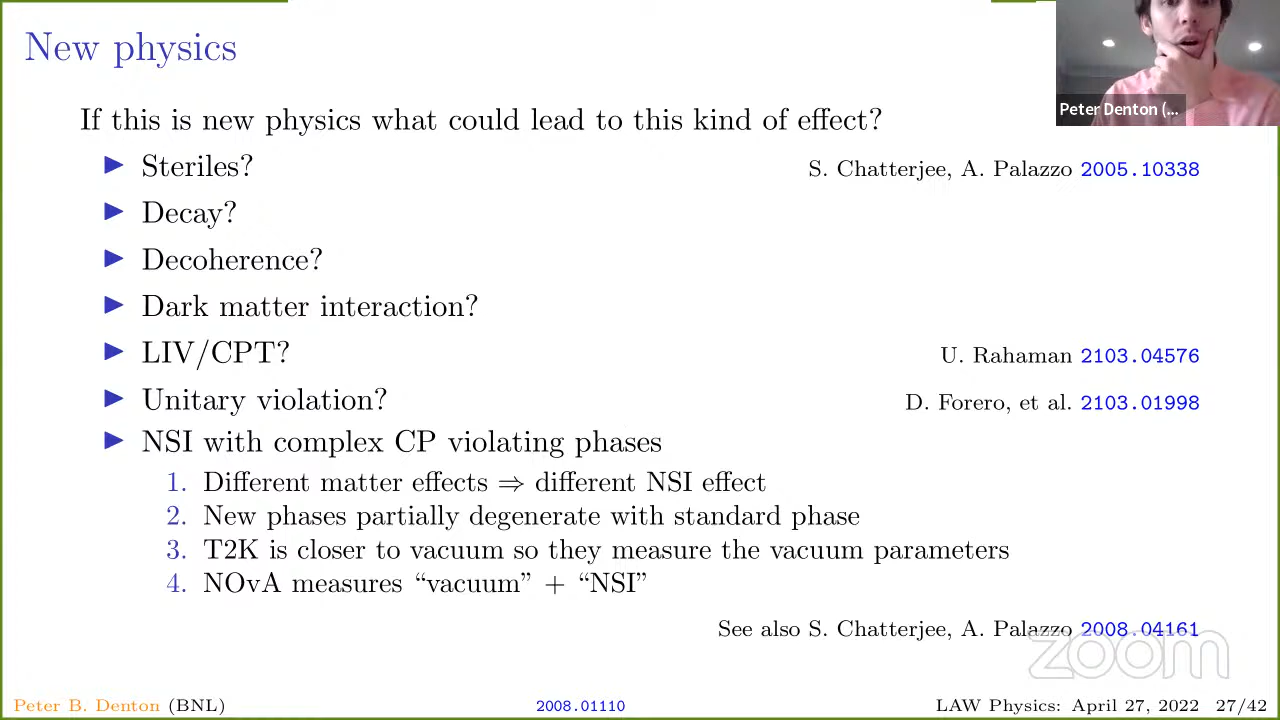 New physics
Peter Denton (...
If this is new physics what could lead to this kind of effect?
▶ Steriles? S. Chatterjee, A. Palazzo 2005.10338
▶ Decay?
▶ Decoherence?
▶ Dark matter interaction?
▶ LIV/CPT? U. Rahaman 2103.04576
▶ Unitary violation? D. Forero, et al. 2103.01998
▶ NSI with complex CP violating phases
1. Different matter effects ⇒ different NSI effect
2. New phases partially degenerate with standard phase
3. T2K is closer to vacuum so they measure the vacuum parameters
4. NOvA measures “vacuum” + “NSI”
See also S. Chatterjee, A. Palazzo 2008.04161
zoom
Peter B. Denton (BNL) 2008.01110 LAW Physics: April 27, 2022 27/42